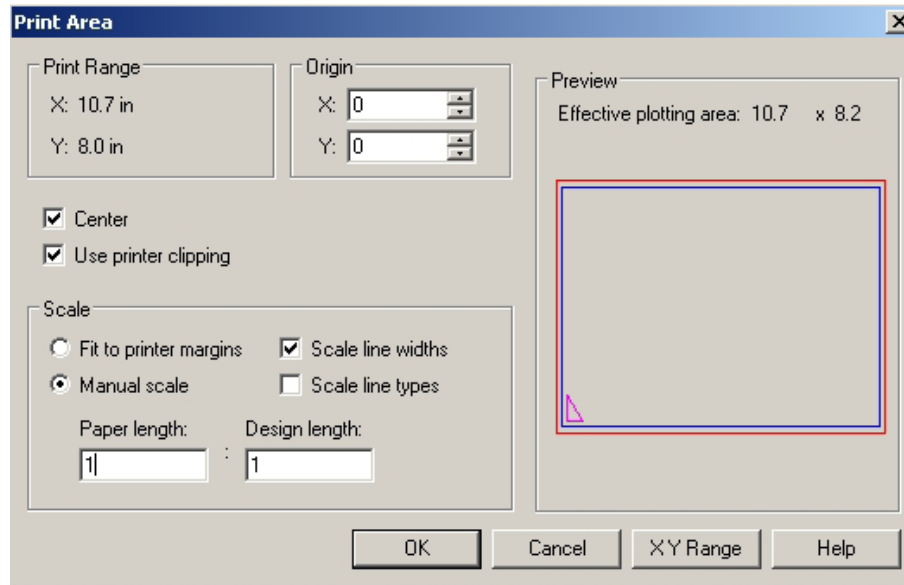 Print Area
Print Range
X: 10.7 in
Y: 8.0 in
Origin
X: 0
Y: 0
Center
Use printer clipping
Scale
Fit to printer margins
Scale line widths
Manual scale
Scale line types
Paper length:
Design length:
1 : 1
Preview
Effective plotting area: 10.7 x 8.2
OK
Cancel
XY Range
Help